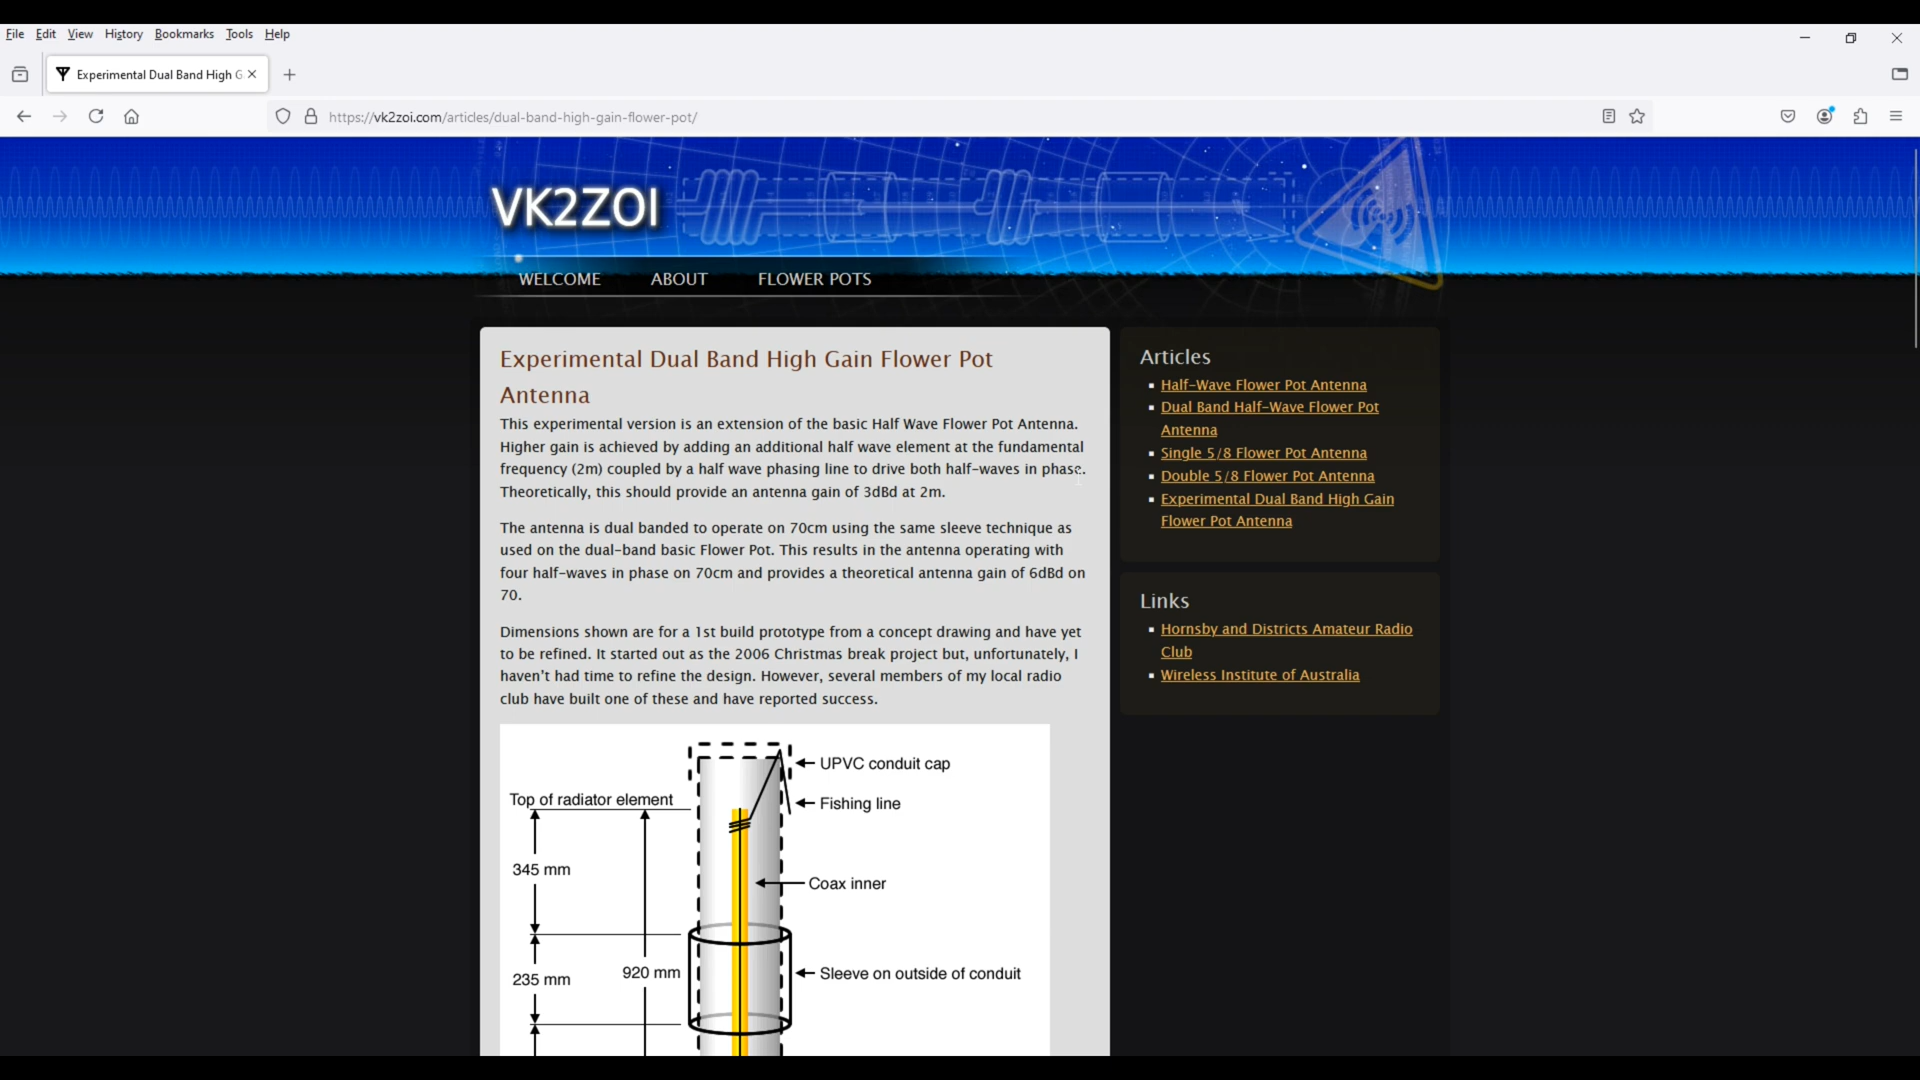 File Edit View History Bookmarks Tools Help
Experimental Dual Band High G
https://vk2zoi.com/articles/dual-band-high-gain-flower-pot/
VK2ZOI
WELCOME ABOUT FLOWER POTS
Experimental Dual Band High Gain Flower Pot
Antenna
This experimental version is an extension of the basic Half Wave Flower Pot Antenna.
Higher gain is achieved by adding an additional half wave element at the fundamental
frequency (2m) coupled by a half wave phasing line to drive both half-waves in phase.
Theoretically, this should provide an antenna gain of 3dBd at 2m.
The antenna is dual banded to operate on 70cm using the same sleeve technique as
used on the dual-band basic Flower Pot. This results in the antenna operating with
four half-waves in phase on 70cm and provides a theoretical antenna gain of 6dBd on
70.
Dimensions shown are for a 1st build prototype from a concept drawing and have yet
to be refined. It started out as the 2006 Christmas break project but, unfortunately, I
haven't had time to refine the design. However, several members of my local radio
club have built one of these and have reported success.
UPVC conduit cap
Top of radiator element
Fishing line
345 mm
Coax inner
235 mm
920 mm
Sleeve on outside of conduit
Articles
Half-Wave Flower Pot Antenna
Dual Band Half-Wave Flower Pot
Antenna
Single 5/8 Flower Pot Antenna
Double 5/8 Flower Pot Antenna
Experimental Dual Band High Gain
Flower Pot Antenna
Links
Hornsby and Districts Amateur Radio
Club
Wireless Institute of Australia